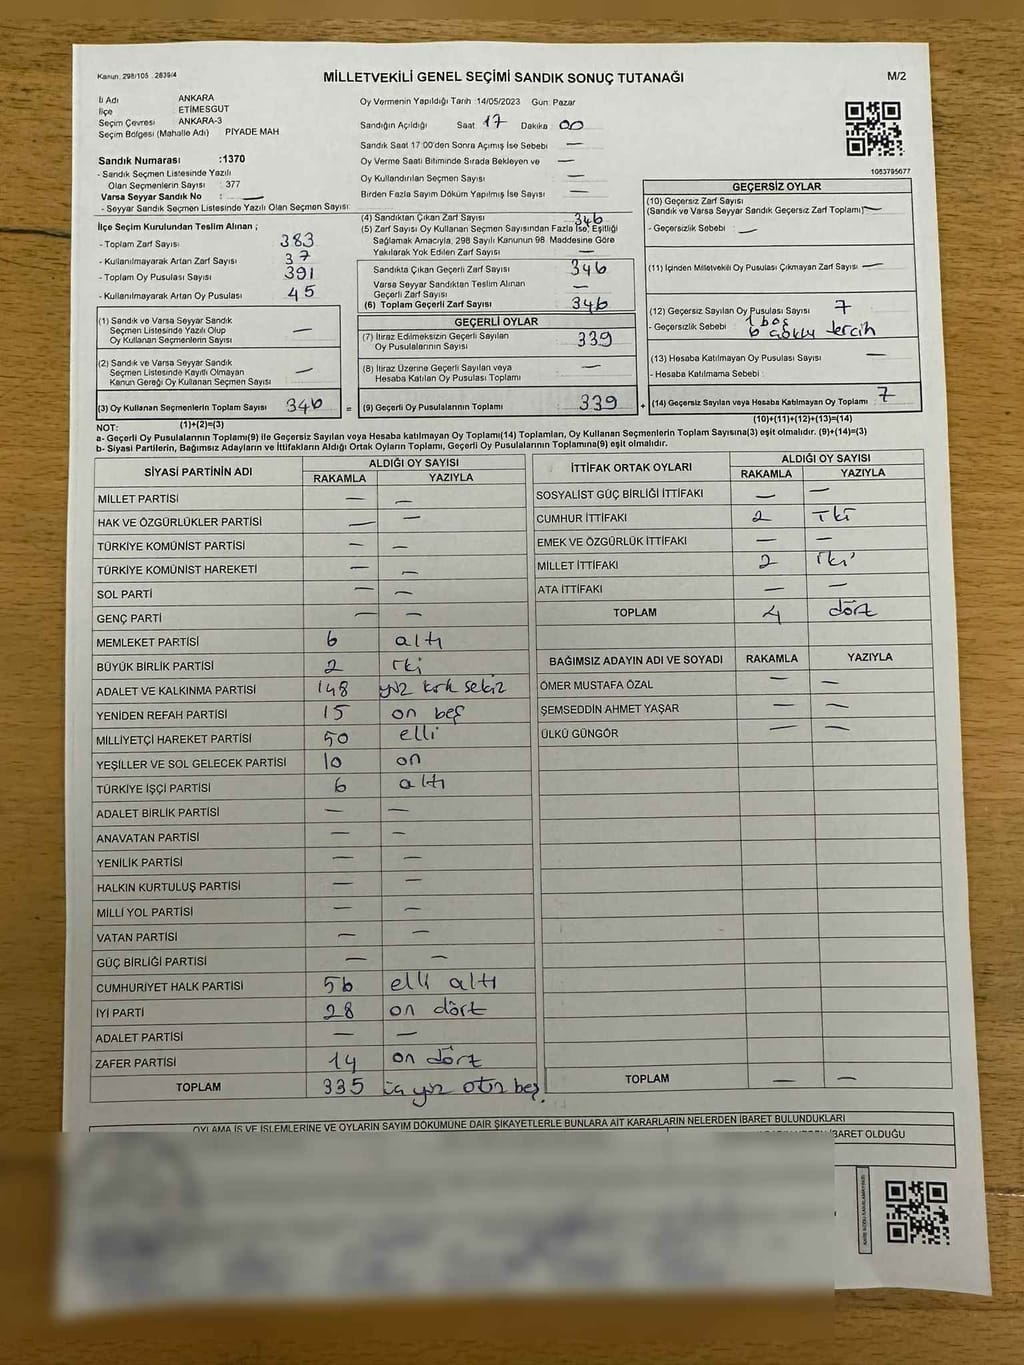 Kanun: 298/105 . 2839/4
MİLLETVEKİLİ GENEL SEÇİMİ SANDIK SONUÇ TUTANAĞI
M/2
İl Adı ANKARA
İlçe ETİMESGUT
Seçim Çevresi ANKARA-3
Seçim Bölgesi (Mahalle Adı) PİYADE MAH
Sandık Numarası :1370
- Sandık Seçmen Listesinde Yazılı
Olan Seçmenlerin Sayısı : 377
Varsa Seyyar Sandık No : —
- Seyyar Sandık Seçmen Listesinde Yazılı Olan Seçmen Sayısı:
Oy Vermenin Yapıldığı Tarih :14/05/2023 Gün: Pazar
Sandığın Açıldığı Saat 17 Dakika 00
Sandık Saat 17:00'den Sonra Açımış İse Sebebi —
Oy Verme Saati Bitiminde Sırada Bekleyen ve —
Oy Kullandırılan Seçmen Sayısı —
Birden Fazla Sayım Döküm Yapılmış İse Sayısı —
1083795677
İlçe Seçim Kurulundan Teslim Alınan ;
- Toplam Zarf Sayısı 383
- Kullanılmayarak Artan Zarf Sayısı 37
- Toplam Oy Pusulası Sayısı 391
- Kullanılmayarak Artan Oy Pusulası 45
(1) Sandık ve Varsa Seyyar Sandık
Seçmen Listesinde Yazılı Olup
Oy Kullanan Seçmenlerin Sayısı —
(2) Sandık ve Varsa Seyyar Sandık
Seçmen Listesinde Kayıtlı Olmayan
Kanun Gereği Oy Kullanan Seçmen Sayısı —
(3) Oy Kullanan Seçmenlerin Toplam Sayısı 346 =
(1)+(2)=(3)
(4) Sandıktan Çıkan Zarf Sayısı 346
(5) Zarf Sayısı Oy Kullanan Seçmen Sayısından Fazla İse, Eşitliği
Sağlamak Amacıyla, 298 Sayılı Kanunun 98. Maddesine Göre
Yakılarak Yok Edilen Zarf Sayısı —
Sandıkta Çıkan Geçerli Zarf Sayısı 346
Varsa Seyyar Sandıktan Teslim Alınan
Geçerli Zarf Sayısı —
(6) Toplam Geçerli Zarf Sayısı 346
GEÇERLİ OYLAR
(7) İtiraz Edilmeksizin Geçerli Sayılan
Oy Pusulalarının Sayısı 339
(8) İtiraz Üzerine Geçerli Sayılan veya
Hesaba Katılan Oy Pusulası Toplamı —
(9) Geçerli Oy Pusulalarının Toplamı 339 +
GEÇERSİZ OYLAR
(10) Geçersiz Zarf Sayısı
(Sandık ve Varsa Seyyar Sandık Geçersiz Zarf Toplamı) —
- Geçersizlik Sebebi : —
(11) İçinden Milletvekili Oy Pusulası Çıkmayan Zarf Sayısı —
(12) Geçersiz Sayılan Oy Pusulası Sayısı 7
- Geçersizlik Sebebi : 1 boş
6 çoklu tercih
(13) Hesaba Katılmayan Oy Pusulası Sayısı —
- Hesaba Katılmama Sebebi :
(14) Geçersiz Sayılan veya Hesaba Katılmayan Oy Toplamı 7
(10)+(11)+(12)+(13)=(14)
NOT:
a- Geçerli Oy Pusulalarının Toplamı(9) ile Geçersiz Sayılan veya Hesaba katılmayan Oy Toplamı(14) Toplamları, Oy Kullanan Seçmenlerin Toplam Sayısına(3) eşit olmalıdır. (9)+(14)=(3)
b- Siyasi Partilerin, Bağımsız Adayların ve İttifakların Aldığı Ortak Oyların Toplamı, Geçerli Oy Pusulalarının Toplamına(9) eşit olmalıdır.
SİYASİ PARTİNİN ADI ALDIĞI OY SAYISI
RAKAMLA YAZIYLA
MİLLET PARTİSİ — —
HAK VE ÖZGÜRLÜKLER PARTİSİ — —
TÜRKİYE KOMÜNİST PARTİSİ — —
TÜRKİYE KOMÜNİST HAREKETİ — —
SOL PARTİ — —
GENÇ PARTİ — —
MEMLEKET PARTİSİ 6 altı
BÜYÜK BİRLİK PARTİSİ 2 iki
ADALET VE KALKINMA PARTİSİ 148 yüz kırk sekiz
YENİDEN REFAH PARTİSİ 15 on beş
MİLLİYETÇİ HAREKET PARTİSİ 50 elli
YEŞİLLER VE SOL GELECEK PARTİSİ 10 on
TÜRKİYE İŞÇİ PARTİSİ 6 altı
ADALET BİRLİK PARTİSİ — —
ANAVATAN PARTİSİ — —
YENİLİK PARTİSİ — —
HALKIN KURTULUŞ PARTİSİ — —
MİLLİ YOL PARTİSİ — —
VATAN PARTİSİ — —
GÜÇ BİRLİĞİ PARTİSİ — —
CUMHURİYET HALK PARTİSİ 56 elli altı
İYİ PARTİ 28 on dört
ADALET PARTİSİ — —
ZAFER PARTİSİ 14 on dört
TOPLAM 335 üç yüz otuz beş.
İTTİFAK ORTAK OYLARI ALDIĞI OY SAYISI
RAKAMLA YAZIYLA
SOSYALİST GÜÇ BİRLİĞİ İTTİFAKI — —
CUMHUR İTTİFAKI 2 iki
EMEK VE ÖZGÜRLÜK İTTİFAKI — —
MİLLET İTTİFAKI 2 iki
ATA İTTİFAKI — —
TOPLAM 4 dört
BAĞIMSIZ ADAYIN ADI VE SOYADI RAKAMLA YAZIYLA
ÖMER MUSTAFA ÖZAL — —
ŞEMSEDDİN AHMET YAŞAR — —
ÜLKÜ GÜNGÖR — —
TOPLAM — —
OYLAMA İŞ VE İŞLEMLERİNE VE OYLARIN SAYIM DÖKÜMÜNE DAİR ŞİKAYETLERLE BUNLARA AİT KARARLARIN NELERDEN İBARET BULUNDUKLARI
İBARET OLDUĞU